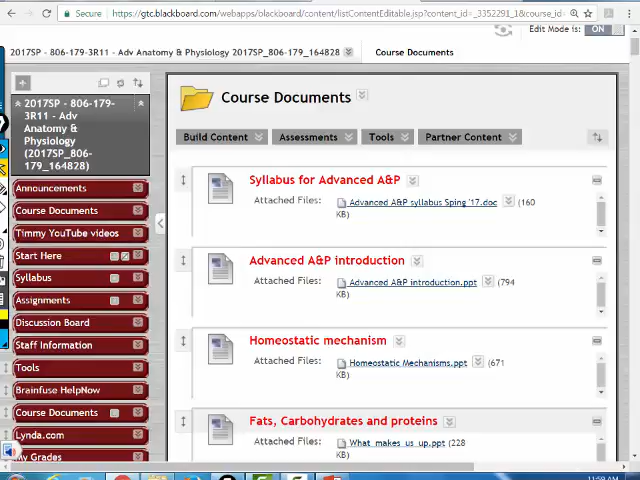 Secure
https://gtc.blackboard.com/webapps/blackboard/content/listContentEditable.jsp?content_id=_3352291_1&course_id=
Edit Mode is: ON
2017SP - 806-179-3R11 - Adv Anatomy & Physiology 2017SP_806-179_164828
Course Documents
2017SP - 806-179-
3R11 - Adv
Anatomy &
Physiology
(2017SP_806-
179_164828)
Announcements
Course Documents
Timmy YouTube videos
Start Here
Syllabus
Assignments
Discussion Board
Staff Information
Tools
Brainfuse HelpNow
Course Documents
Lynda.com
My Grades
Course Documents
Build Content
Assessments
Tools
Partner Content
Syllabus for Advanced A&P
Attached Files: Advanced A&P syllabus Sping '17.doc (160
KB)
Advanced A&P introduction
Attached Files: Advanced A&P introduction.ppt (794
KB)
Homeostatic mechanism
Attached Files: Homeostatic Mechanisms.ppt (671
KB)
Fats, Carbohydrates and proteins
Attached Files: What_makes_us_up.ppt (228
KB)
11:59 AM